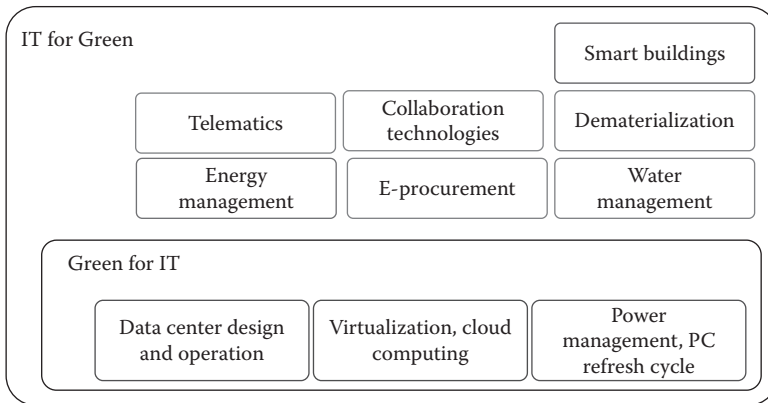 IT for Green
Smart buildings
Telematics
Collaboration
technologies
Dematerialization
Energy
management
E-procurement
Water
management
Green for IT
Data center design
and operation
Virtualization, cloud
computing
Power
management, PC
refresh cycle